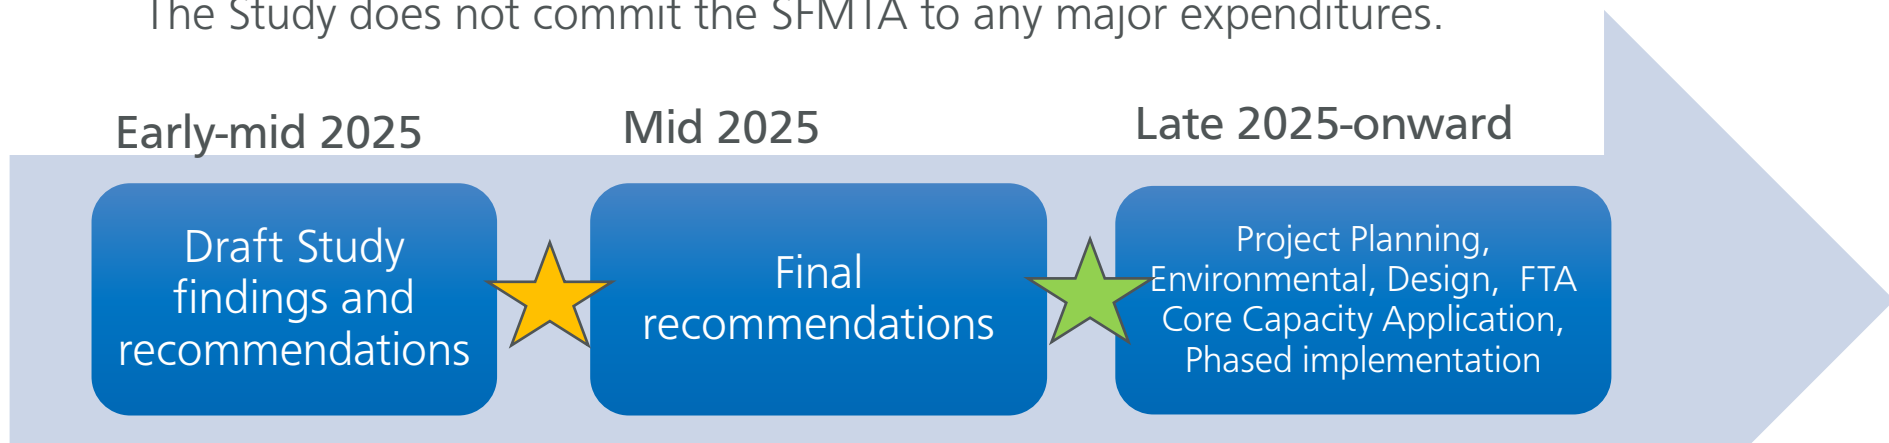 The Study does not commit the SFMTA to any major expenditures.
Early-mid 2025
Mid 2025
Late 2025-onward
Draft Study
findings and
recommendations
Final
recommendations
Project Planning,
Environmental, Design, FTA
Core Capacity Application,
Phased implementation